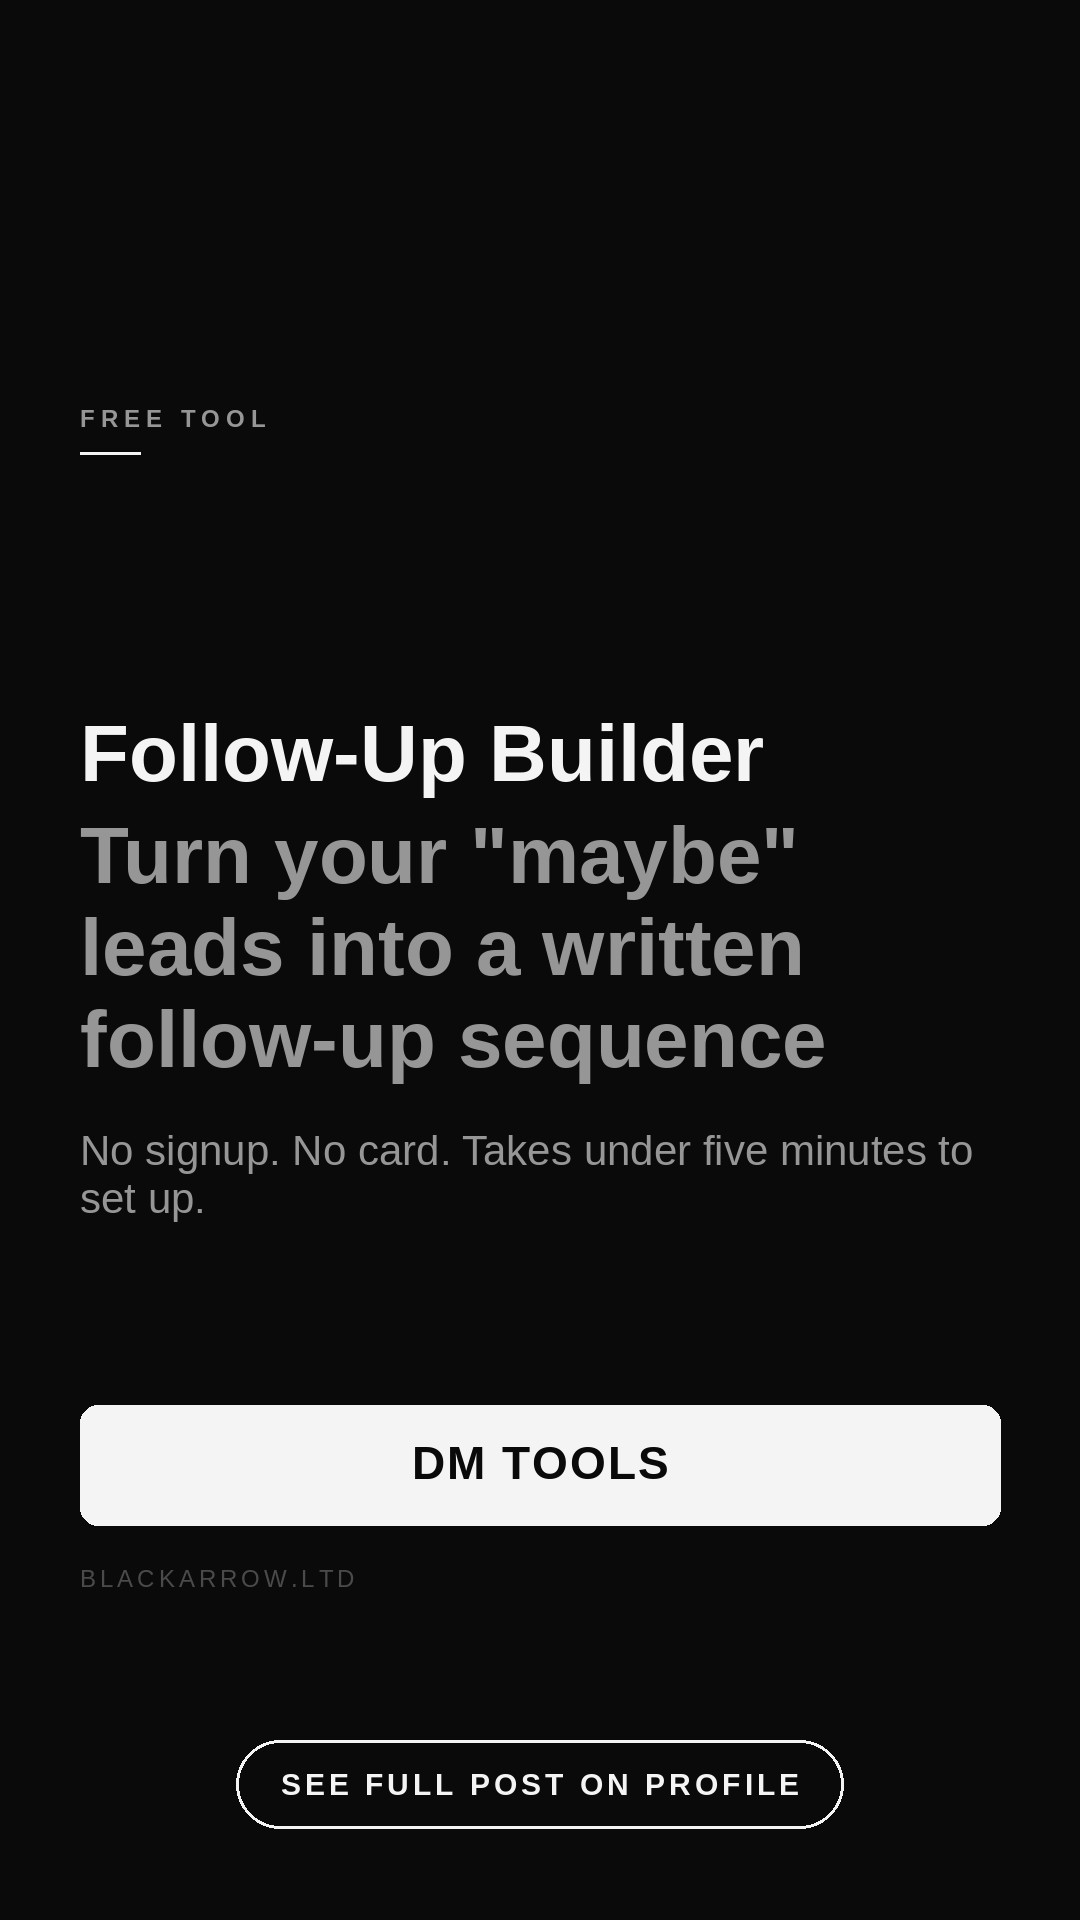 FREE TOOL
Follow-Up Builder
Turn your "maybe"
leads into a written
follow-up sequence
No signup. No card. Takes under five minutes to
set up.
DM TOOLS
BLACKARROW.LTD
SEE FULL POST ON PROFILE